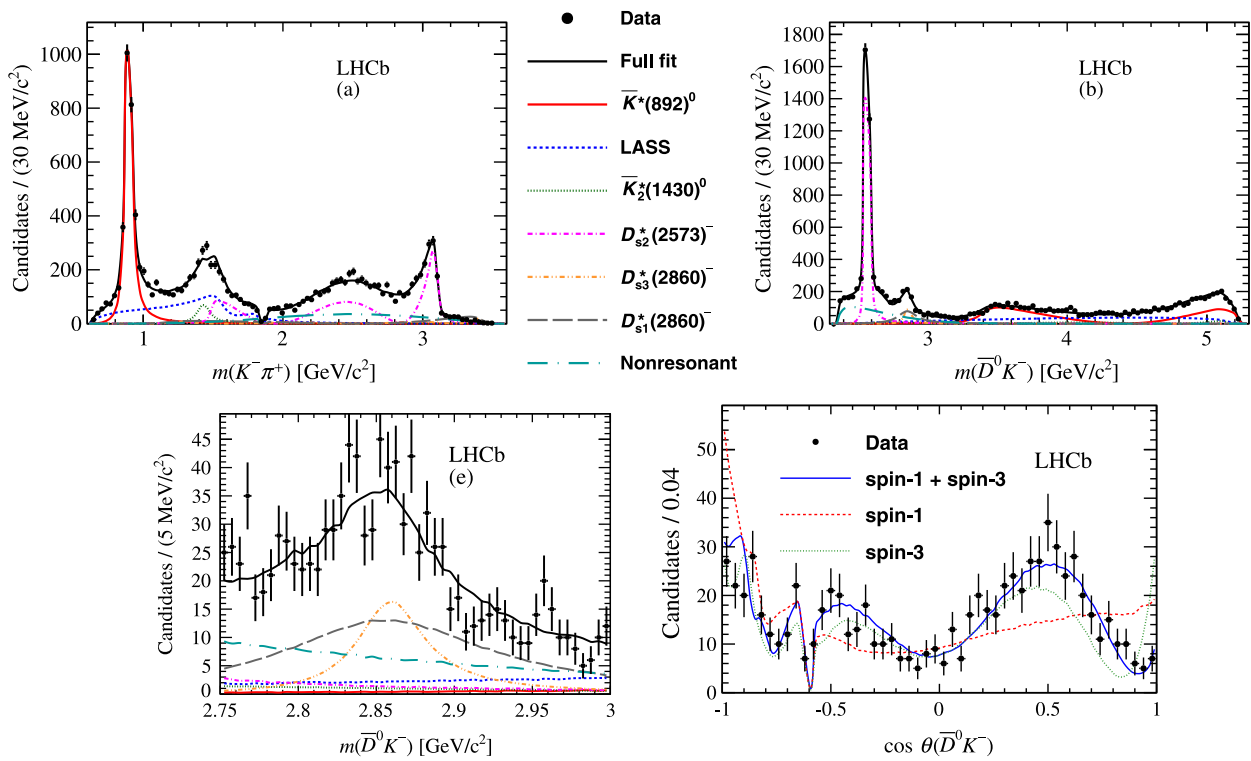 Candidates / (30 MeV/c²)
1000
800
600
400
200
0
1
2
3
m(K⁻π⁺) [GeV/c²]
LHCb
(a)
Data
Full fit
K̅*(892)⁰
LASS
K̅₂*(1430)⁰
D*ₛ₂(2573)⁻
D*ₛ₃(2860)⁻
D*ₛ₁(2860)⁻
Nonresonant
Candidates / (30 MeV/c²)
1800
1600
1400
1200
1000
800
600
400
200
0
3
4
5
m(D̅⁰K⁻) [GeV/c²]
LHCb
(b)
Candidates / (5 MeV/c²)
45
40
35
30
25
20
15
10
5
0
2.75
2.8
2.85
2.9
2.95
3
m(D̅⁰K⁻) [GeV/c²]
LHCb
(e)
Candidates / 0.04
50
40
30
20
10
0
-1
-0.5
0
0.5
1
cos θ(D̅⁰K⁻)
Data
LHCb
spin-1 + spin-3
spin-1
spin-3